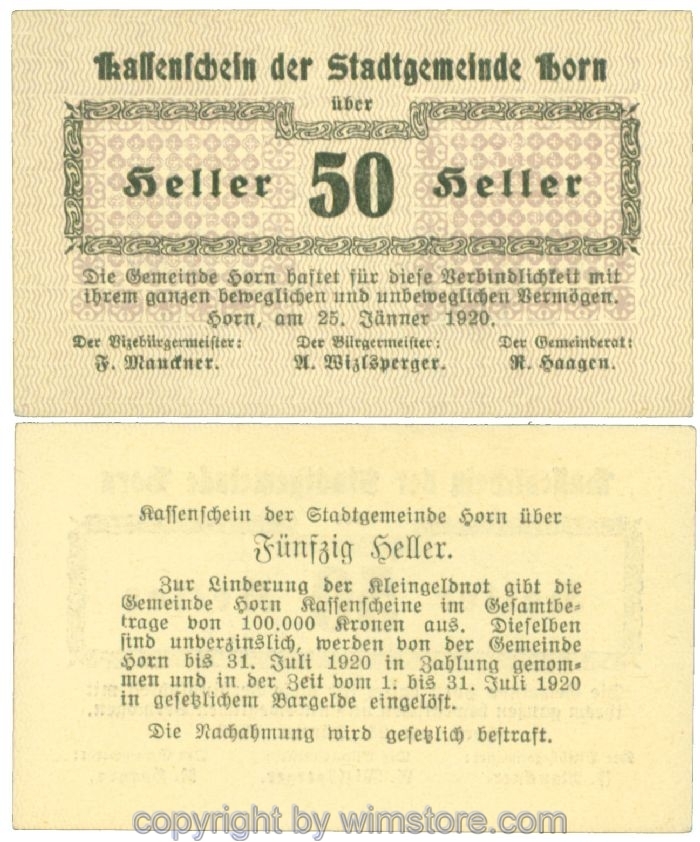 Kassenschein der Stadtgemeinde Horn
über
Heller 50 Heller
Die Gemeinde Horn haftet für diese Verbindlichkeit mit
ihrem ganzen beweglichen und unbeweglichen Vermögen.
Horn, am 25. Jänner 1920.
Der Vizebürgermeister: Der Bürgermeister: Der Gemeinderat:
F. Mauckner. A. Wizlsperger. R. Haagen.
Kassenschein der Stadtgemeinde Horn über
Fünfzig Heller.
Zur Linderung der Kleingeldnot gibt die
Gemeinde Horn Kassenscheine im Gesamtbe-
trage von 100.000 Kronen aus. Dieselben
sind unverzinslich, werden von der Gemeinde
Horn bis 31. Juli 1920 in Zahlung genom-
men und in der Zeit vom 1. bis 31. Juli 1920
in gesetzlichem Bargelde eingelöst.
Die Nachahmung wird gesetzlich bestraft.
copyright by wimstore.com